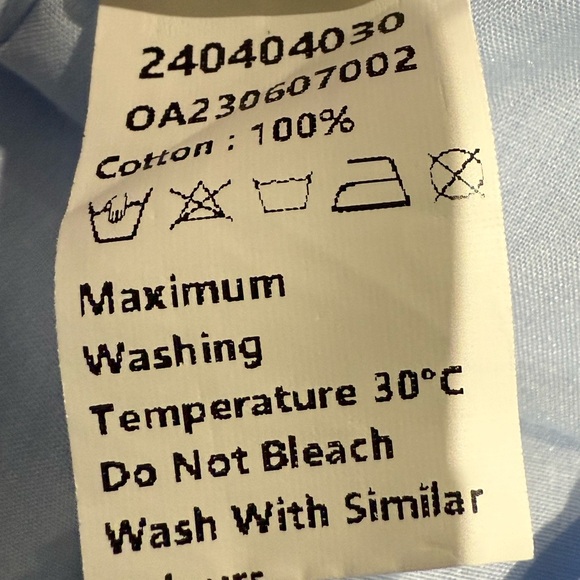 240404030
OA230607002
Cotton : 100%
Maximum
Washing
Temperature 30°C
Do Not Bleach
Wash With Similar